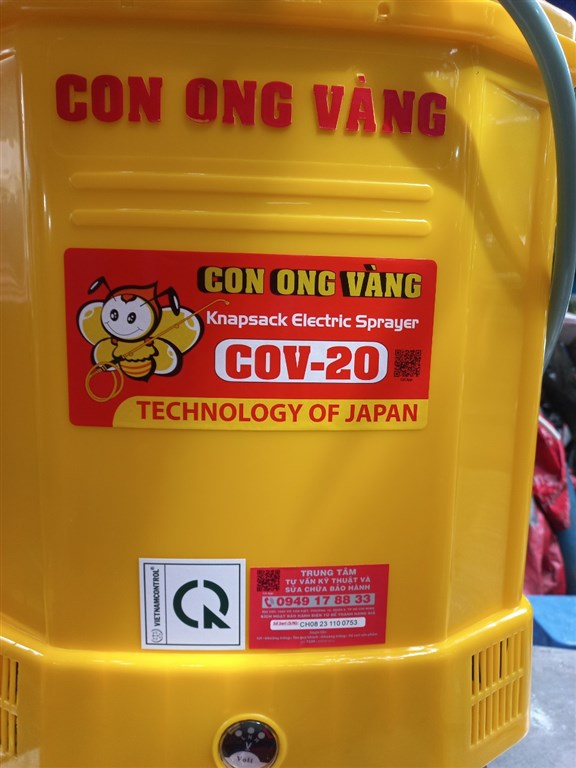 CON ONG VÀNG
CON ONG VÀNG
Knapsack Electric Sprayer
COV-20
TECHNOLOGY OF JAPAN
VIETNAMCONTROL®
TRUNG TÂM
TƯ VẤN KỸ THUẬT VÀ
SỬA CHỮA BẢO HÀNH
0949 17 88 33
CH08 23 110 0753
V
Volt